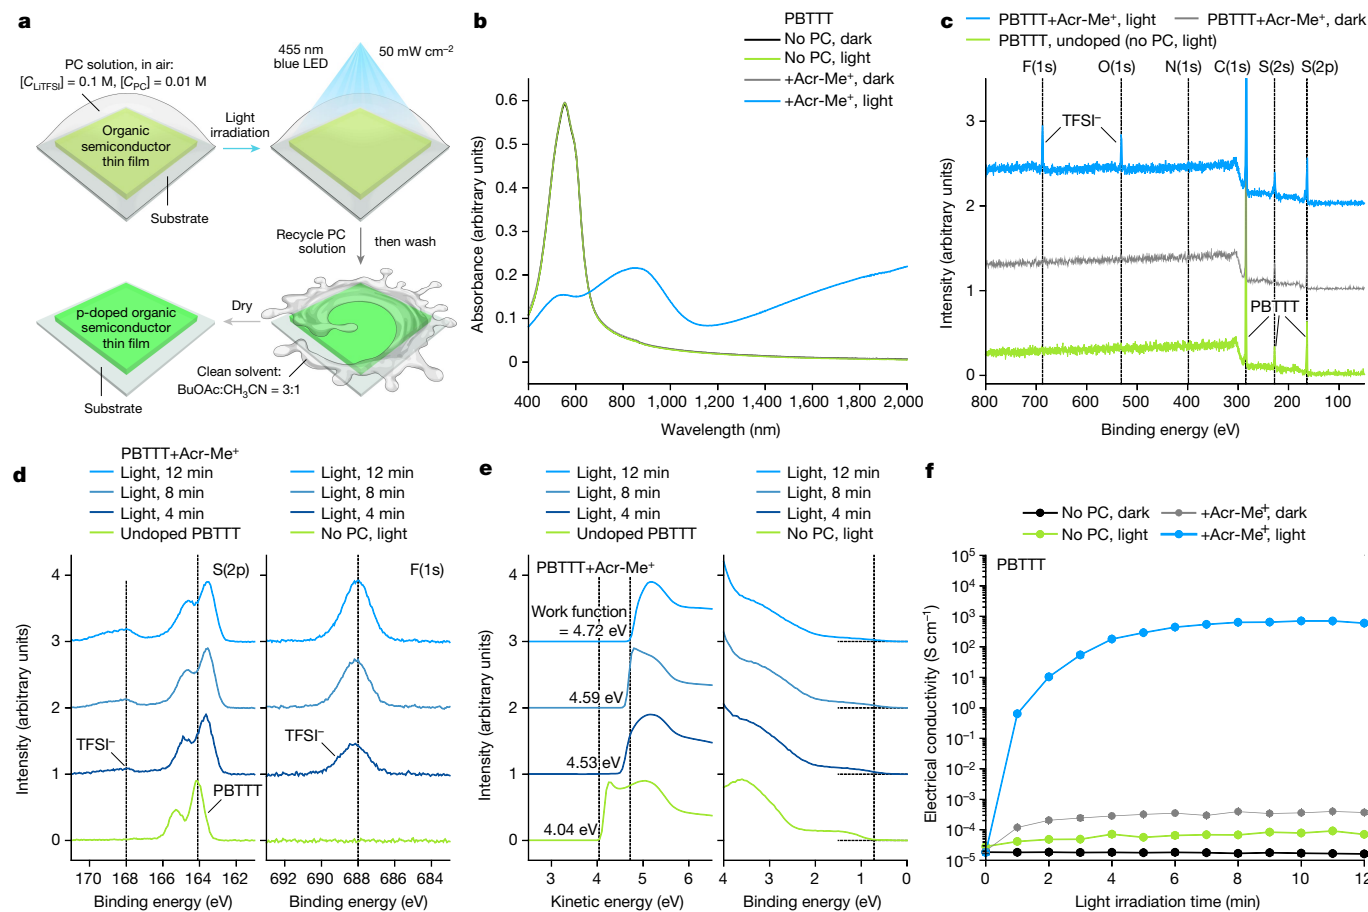 a
PC solution, in air:
[C_LiTFSI] = 0.1 M, [C_PC] = 0.01 M
455 nm
blue LED
50 mW cm⁻²
Organic
semiconductor
thin film
Light
irradiation
Substrate
Recycle PC
solution
then wash
p-doped organic
semiconductor
thin film
Dry
Clean solvent:
BuOAc:CH₃CN = 3:1
Substrate
b
PBTTT
No PC, dark
No PC, light
+Acr-Me⁺, dark
+Acr-Me⁺, light
Absorbance (arbitrary units)
0.6
0.5
0.4
0.3
0.2
0.1
0
400 600 800 1,000 1,200 1,400 1,600 1,800 2,000
Wavelength (nm)
c
PBTTT+Acr-Me⁺, light
PBTTT+Acr-Me⁺, dark
PBTTT, undoped (no PC, light)
F(1s) O(1s) N(1s) C(1s) S(2s) S(2p)
TFSI⁻
PBTTT
Intensity (arbitrary units)
3
2
1
0
800 700 600 500 400 300 200 100
Binding energy (eV)
d
PBTTT+Acr-Me⁺
Light, 12 min
Light, 8 min
Light, 4 min
Undoped PBTTT
Light, 12 min
Light, 8 min
Light, 4 min
No PC, light
S(2p)
F(1s)
TFSI⁻
TFSI⁻
PBTTT
Intensity (arbitrary units)
4
3
2
1
0
170 168 166 164 162
Binding energy (eV)
692 690 688 686 684
Binding energy (eV)
e
Light, 12 min
Light, 8 min
Light, 4 min
Undoped PBTTT
Light, 12 min
Light, 8 min
Light, 4 min
No PC, light
PBTTT+Acr-Me⁺
Work function
= 4.72 eV
4.59 eV
4.53 eV
4.04 eV
Intensity (arbitrary units)
4
3
2
1
0
3 4 5 6
Kinetic energy (eV)
4 3 2 1 0
Binding energy (eV)
f
No PC, dark
No PC, light
+Acr-Me⁺, dark
+Acr-Me⁺, light
PBTTT
Electrical conductivity (S cm⁻¹)
10⁵
10⁴
10³
10²
10¹
10⁰
10⁻¹
10⁻²
10⁻³
10⁻⁴
10⁻⁵
0 2 4 6 8 10 12
Light irradiation time (min)